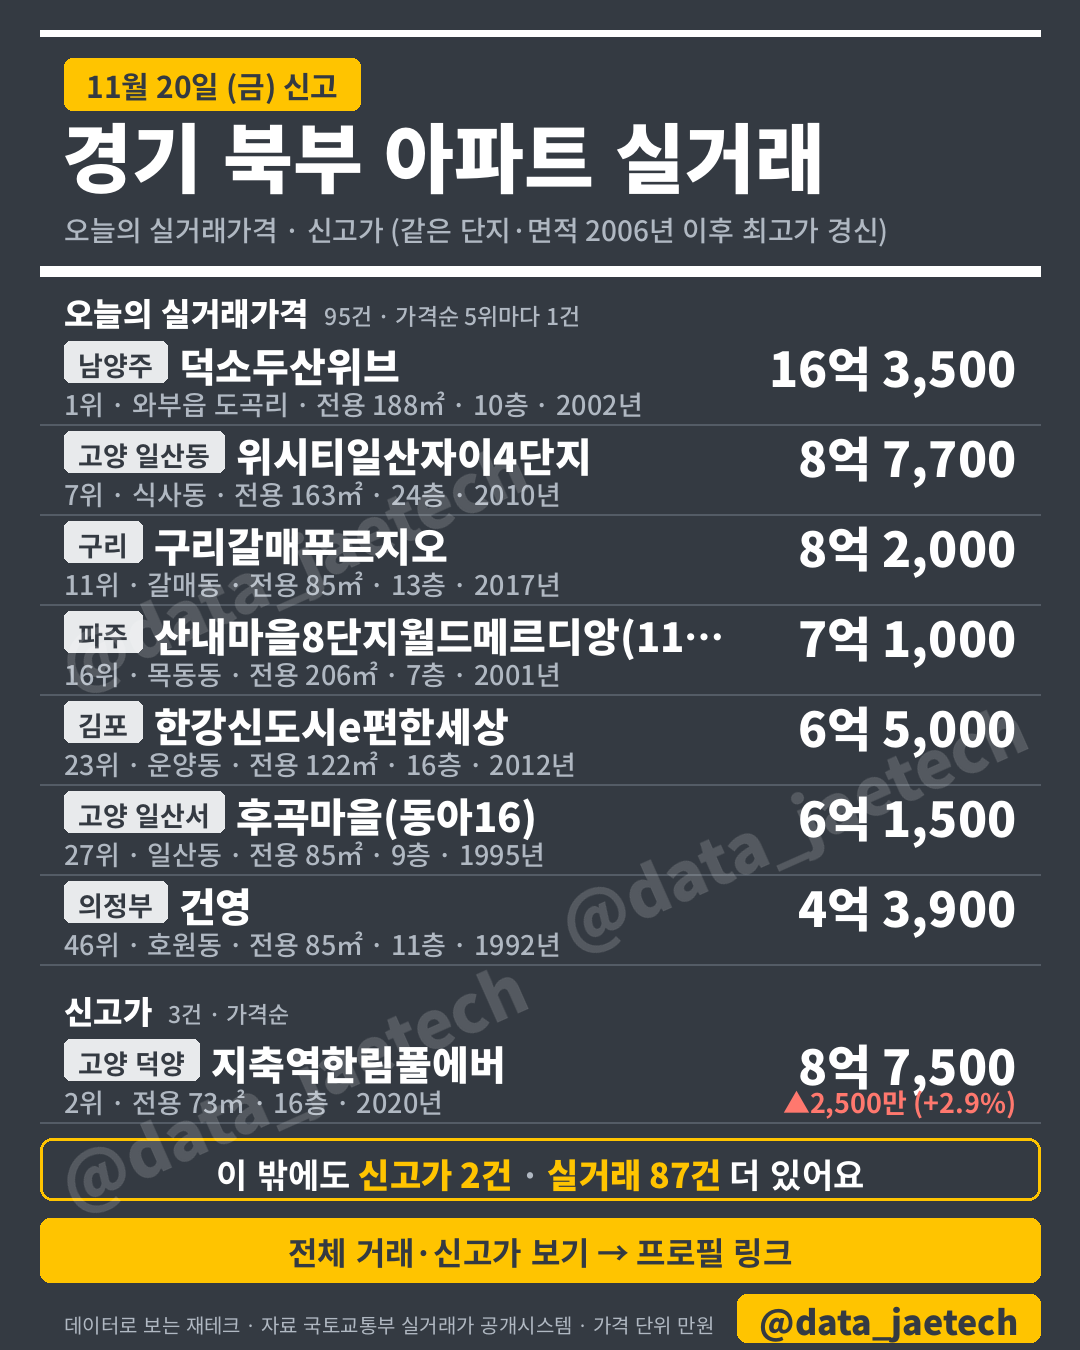 11월 20일 (금) 신고
경기 북부 아파트 실거래
오늘의 실거래가격 · 신고가 (같은 단지·면적 2006년 이후 최고가 경신)
오늘의 실거래가격 95건 · 가격순 5위마다 1건
남양주 덕소두산위브 16억 3,500
1위 · 와부읍 도곡리 · 전용 188㎡ · 10층 · 2002년
고양 일산동 위시티일산자이4단지 8억 7,700
7위 · 식사동 · 전용 163㎡ · 24층 · 2010년
구리 구리갈매푸르지오 8억 2,000
11위 · 갈매동 · 전용 85㎡ · 13층 · 2017년
파주 산내마을8단지월드메르디앙(11⋯ 7억 1,000
16위 · 목동동 · 전용 206㎡ · 7층 · 2001년
김포 한강신도시e편한세상 6억 5,000
23위 · 운양동 · 전용 122㎡ · 16층 · 2012년
고양 일산서 후곡마을(동아16) 6억 1,500
27위 · 일산동 · 전용 85㎡ · 9층 · 1995년
의정부 건영 4억 3,900
46위 · 호원동 · 전용 85㎡ · 11층 · 1992년
신고가 3건 · 가격순
고양 덕양 지축역한림풀에버 8억 7,500
2위 · 전용 73㎡ · 16층 · 2020년 ▲2,500만 (+2.9%)
이 밖에도 신고가 2건 · 실거래 87건 더 있어요
전체 거래·신고가 보기 → 프로필 링크
데이터로 보는 재테크 · 자료 국토교통부 실거래가 공개시스템 · 가격 단위 만원 @data_jaetech
@data_jaetech
@data_jaetech
@data_jaetech